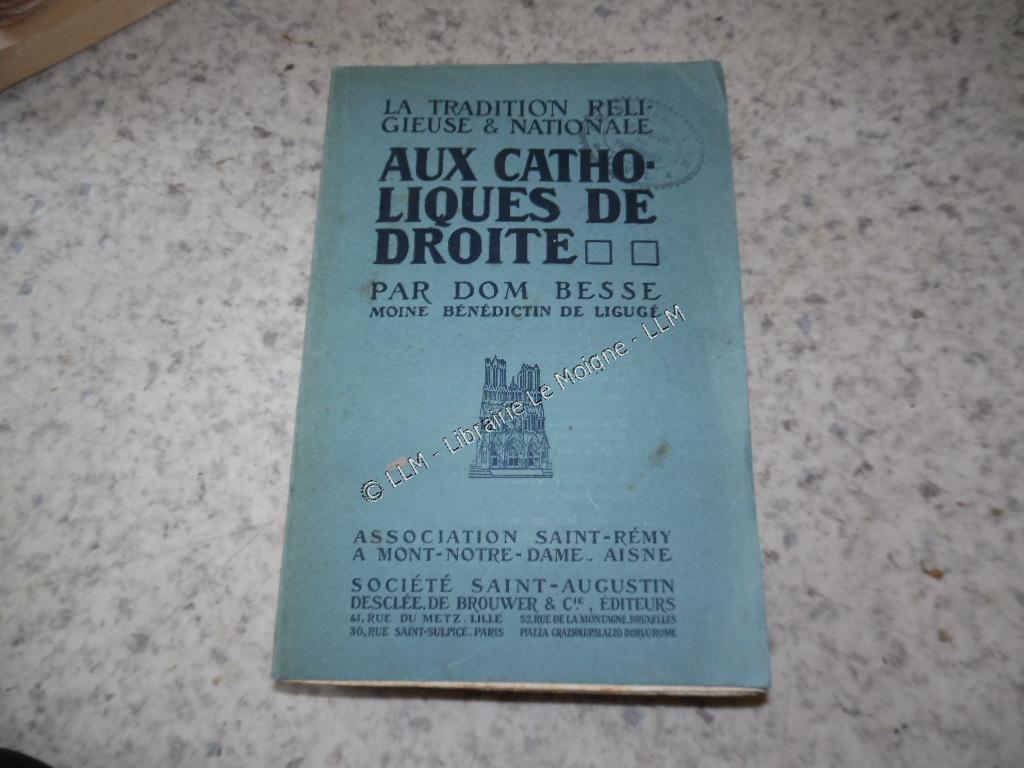 LA TRADITION RELI-
GIEUSE & NATIONALE
AUX CATHO-
LIQUES DE
DROITE
PAR DOM BESSE
MOINE BÉNÉDICTIN DE LIGUGÉ
© LLM - Librairie Le Moigne - LLM
ASSOCIATION SAINT-RÉMY
A MONT-NOTRE-DAME_ AISNE
SOCIÉTÉ SAINT-AUGUSTIN
DESCLÉE, DE BROUWER & Cie, ÉDITEURS
41, RUE DU METZ. LILLE 52, RUE DE LA MONTAGNE. BRUXELLES
30, RUE SAINT-SULPICE. PARIS PIAZZA GRAZIOLI (PALAZZO DORIA) ROME